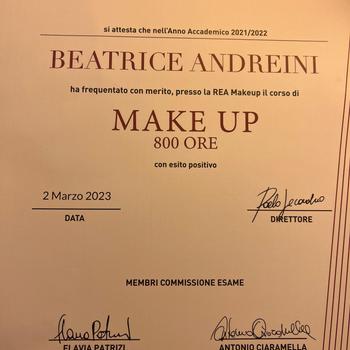 si attesta che nell'Anno Accademico 2021/2022
BEATRICE ANDREINI
ha frequentato con merito, presso la REA Makeup il corso di
MAKE UP
800 ORE
con esito positivo
2 Marzo 2023
DATA
DIRETTORE
MEMBRI COMMISSIONE ESAME
FLAVIA PATRIZI
ANTONIO CIARAMELLA